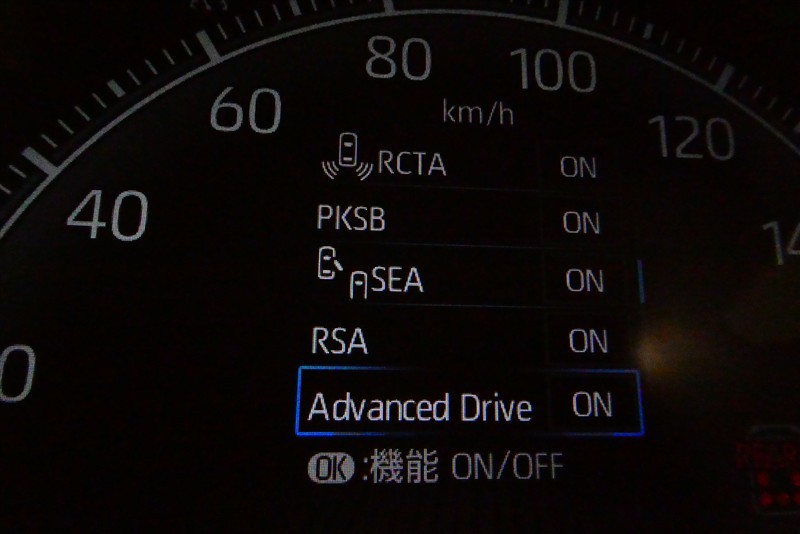 80
100
60
km/h
120
40
RCTA ON
PKSB ON
SEA ON
RSA ON
Advanced Drive ON
OK :機能 ON/OFF